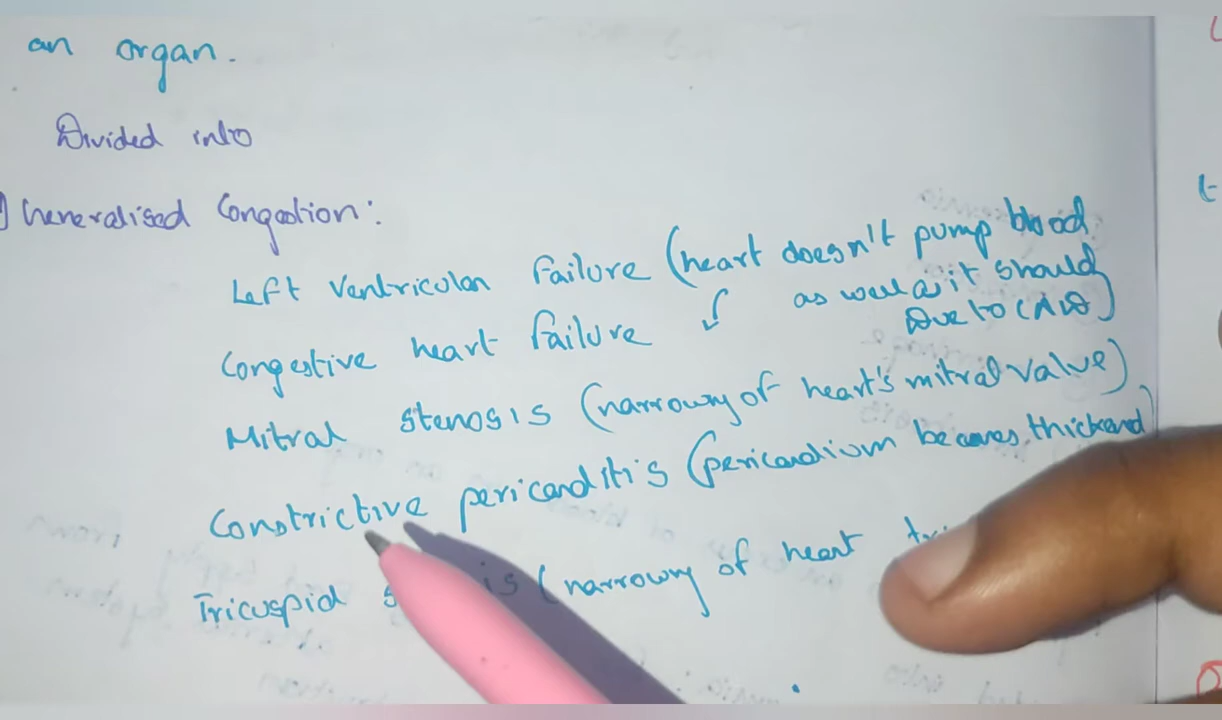 an organ.
Divided into
Generalised Congestion:
Left Ventricular Failure (heart doesn't pump blood
as well as it should
Due to CAD)
Congestive heart Failure
Mitral stenosis (narrowing of heart's mitral valve)
Constrictive pericarditis (pericardium becomes thickened)
Tricuspid (narrowing of heart